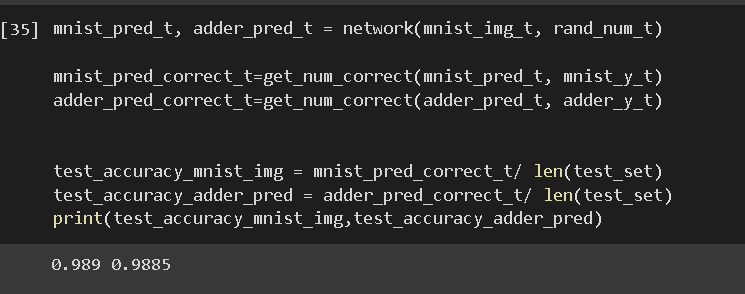 [35] mnist_pred_t, adder_pred_t = network(mnist_img_t, rand_num_t)
mnist_pred_correct_t=get_num_correct(mnist_pred_t, mnist_y_t)
adder_pred_correct_t=get_num_correct(adder_pred_t, adder_y_t)
test_accuracy_mnist_img = mnist_pred_correct_t/ len(test_set)
test_accuracy_adder_pred = adder_pred_correct_t/ len(test_set)
print(test_accuracy_mnist_img,test_accuracy_adder_pred)
0.989 0.9885